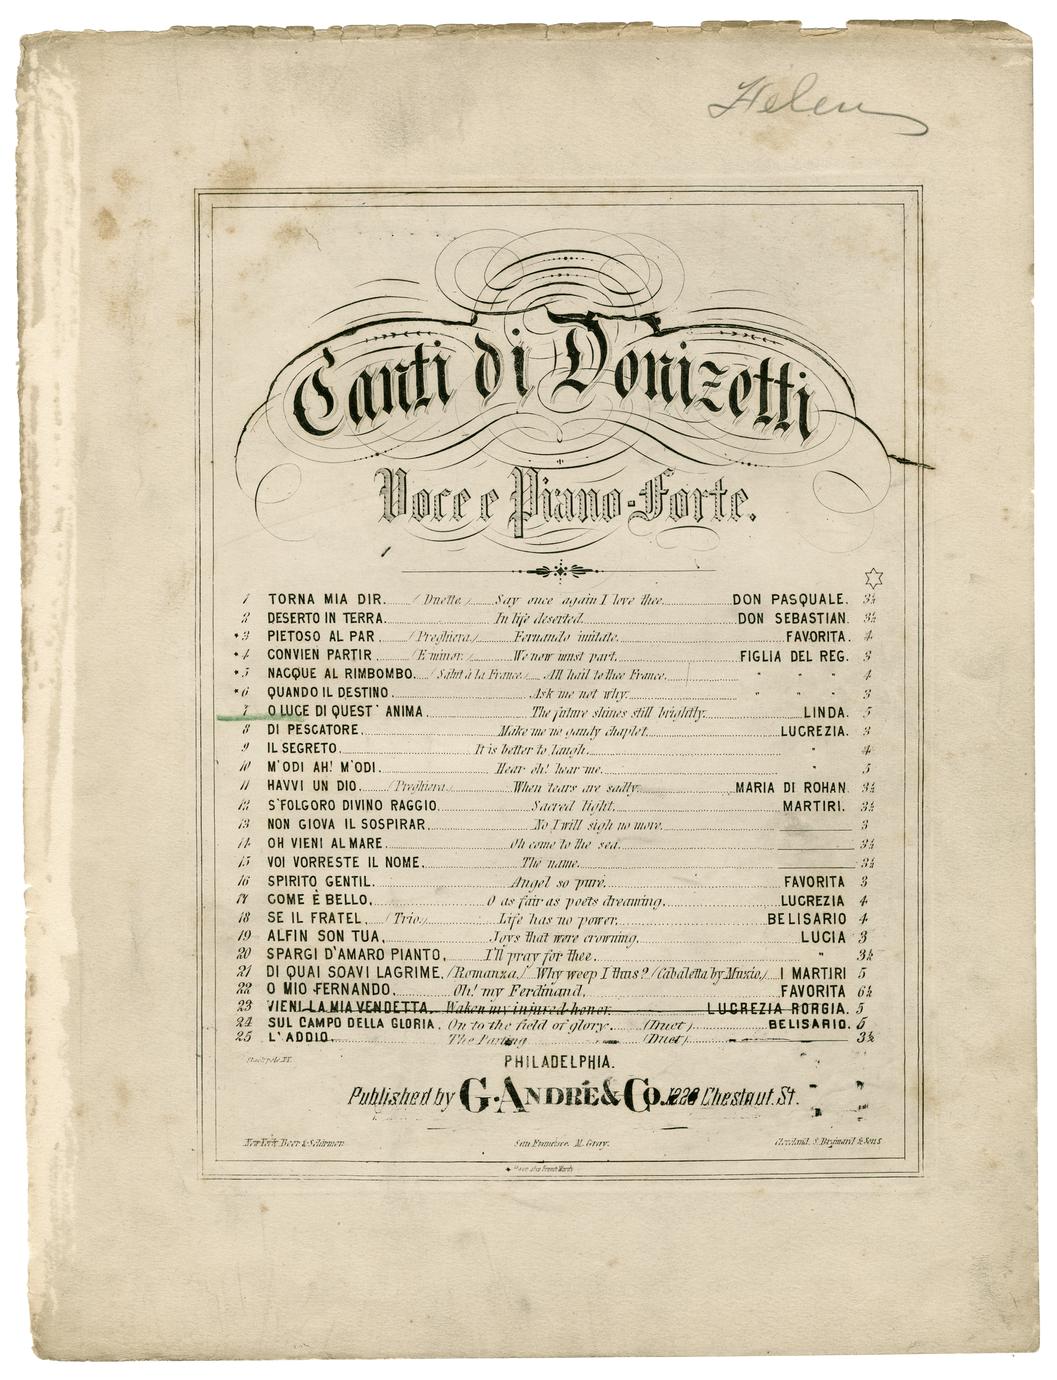 Helen
Canti di Donizetti
Voce e Piano-Forte.
1 TORNA MIA DIR. (Duette.) Say once again I love thee. DON PASQUALE. 3½
2 DESERTO IN TERRA. In life deserted. DON SEBASTIAN. 3½
3 PIETOSO AL PAR (Preghiera.) Fernando imitate. FAVORITA. 4
4 CONVIEN PARTIR (E minor.) We now must part. FIGLIA DEL REG. 3
5 NACQUE AL RIMBOMBO. (Salut à la France.) All hail to thee France. " " " 4
6 QUANDO IL DESTINO. Ask me not why. " " " 3
7 O LUCE DI QUEST' ANIMA. The future shines still brightly. LINDA. 5
8 DI PESCATORE. Make me no gaudy chaplet. LUCREZIA. 3
9 IL SEGRETO. It is better to laugh. " 4
10 M'ODI AH! M'ODI. Hear oh! hear me. " 5
11 HAVVI UN DIO. (Preghiera.) When tears are sadly. MARIA DI ROHAN. 3½
12 S'FOLGORO DIVINO RAGGIO. Sacred light. MARTIRI. 3½
13 NON GIOVA IL SOSPIRAR. No I will sigh no more. 3
14 OH VIENI AL MARE. Oh come to the sea. 3½
15 VOI VORRESTE IL NOME. The name. 3½
16 SPIRITO GENTIL. Angel so pure. FAVORITA 3
17 COME È BELLO. O as fair as poets dreaming. LUCREZIA 4
18 SE IL FRATEL. (Trio.) Life has no power. BELISARIO 4
19 ALFIN SON TUA. Joys that were crowning. LUCIA 3
20 SPARGI D'AMARO PIANTO. I'll pray for thee. " 3½
21 DI QUAI SOAVI LAGRIME. (Romanza.) Why weep I thus? (Cabaletta by Muzio.) I MARTIRI 5
22 O MIO FERNANDO. Oh! my Ferdinand. FAVORITA 6½
23 VIENI LA MIA VENDETTA. Waken my injured honor. LUCREZIA BORGIA. 5
24 SUL CAMPO DELLA GLORIA. On to the field of glory. (Duet) BELISARIO. 5
25 L'ADDIO. The Parting (Duet) 3½
PHILADELPHIA.
Published by G. ANDRÉ & Co. Chestnut. St.
New York Beer & Schirmer. San Francisco. M. Gray. Cleveland. S. Brainard & Sons